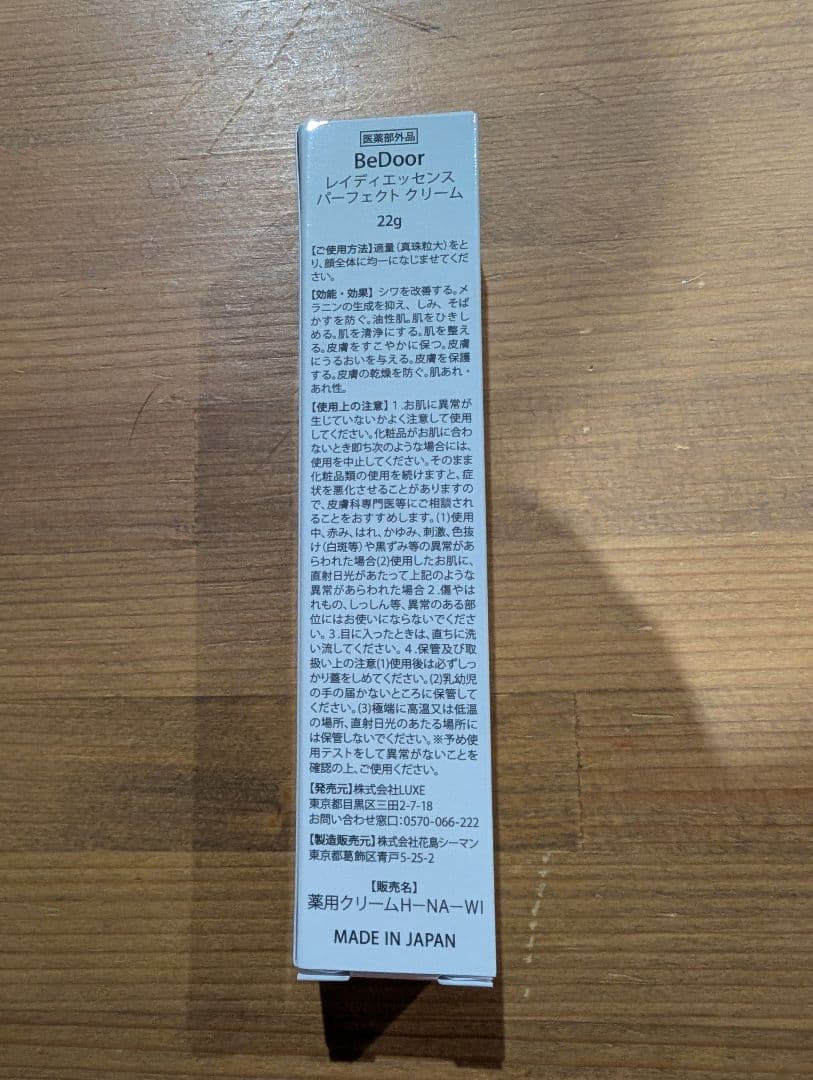 医薬部外品
BeDoor
レイディエッセンス
パーフェクト クリーム
22g
【ご使用方法】適量(真珠粒大)をと
り、顔全体に均一になじませてくだ
さい。
【効能・効果】 シワを改善する。メ
ラニンの生成を抑え、しみ、そば
かすを防ぐ。油性肌。肌をひきし
める。肌を清浄にする。肌を整え
る。皮膚をすこやかに保つ。皮膚
にうるおいを与える。皮膚を保護
する。皮膚の乾燥を防ぐ。肌あれ・
あれ性。
【使用上の注意】1.お肌に異常が
生じていないかよく注意して使用
してください。化粧品がお肌に合わ
ないとき即ち次のような場合には、
使用を中止してください。そのまま
化粧品類の使用を続けますと、症
状を悪化させることがありますの
で、皮膚科専門医等にご相談され
ることをおすすめします。(1)使用
中、赤み、はれ、かゆみ、刺激、色抜
け(白斑等)や黒ずみ等の異常があ
らわれた場合(2)使用したお肌に、
直射日光があたって上記のような
異常があらわれた場合2.傷やは
れもの、しっしん等、異常のある部
位にはお使いにならないでくださ
い。3.目に入ったときは、直ちに洗
い流してください。4.保管及び取
扱い上の注意(1)使用後は必ずしっ
かり蓋をしめてください。(2)乳幼児
の手の届かないところに保管して
ください。(3)極端に高温又は低温
の場所、直射日光のあたる場所に
は保管しないでください。※予め使
用テストをして異常がないことを
確認の上、ご使用ください。
【発売元】株式会社LUXE
東京都目黒区三田2-7-18
お問い合わせ窓口:0570-066-222
【製造販売元】株式会社花島シーマン
東京都葛飾区青戸5-25-2
【販売名】
薬用クリームH－NA－WI
MADE IN JAPAN